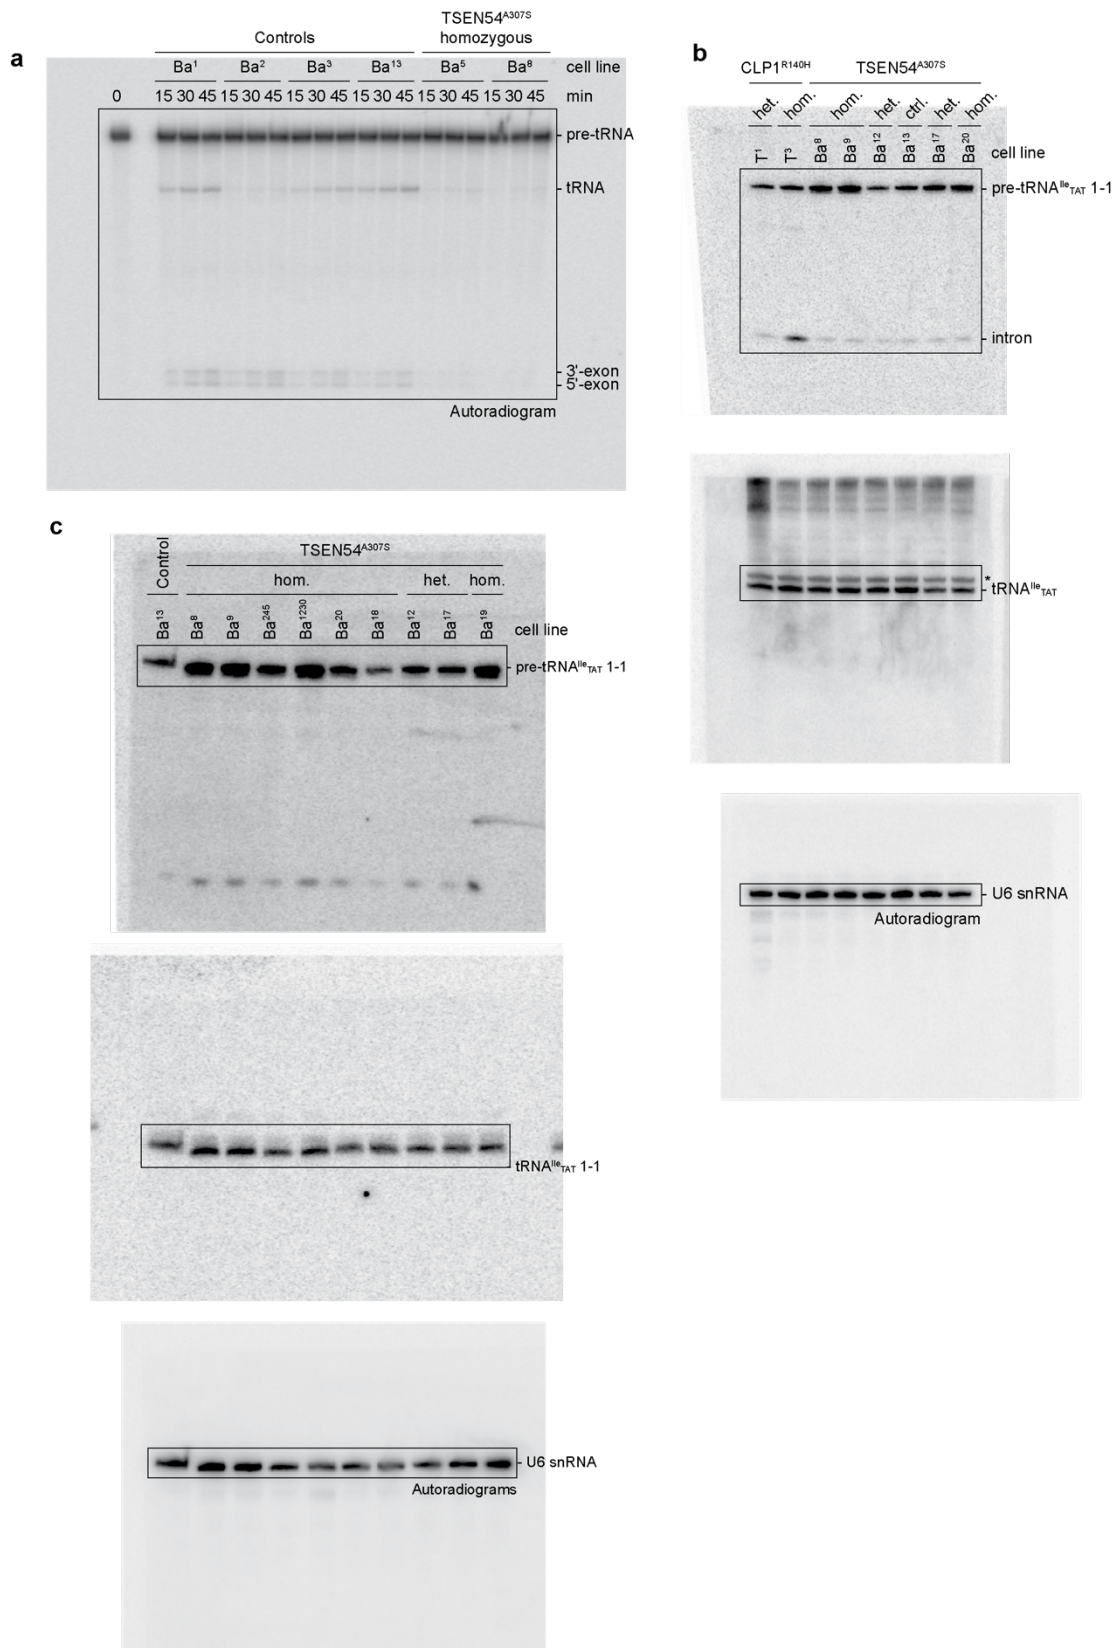 a
Controls
TSEN54A307S
homozygous
Ba1 Ba2 Ba3 Ba13 Ba5 Ba8 cell line
0 15 30 45 15 30 45 15 30 45 15 30 45 15 30 45 15 30 45 min
pre-tRNA
tRNA
3'-exon
5'-exon
Autoradiogram
b
CLP1R140H TSEN54A307S
het. hom. hom. het. ctrl. het. hom.
T1 T3 Ba8 Ba9 Ba12 Ba13 Ba17 Ba20 cell line
pre-tRNAIleTAT 1-1
intron
*
tRNAIleTAT
U6 snRNA
Autoradiogram
c
Control
TSEN54A307S
hom. het. hom.
Ba13 Ba8 Ba9 Ba245 Ba1230 Ba20 Ba18 Ba12 Ba17 Ba19 cell line
pre-tRNAIleTAT 1-1
tRNAIleTAT 1-1
U6 snRNA
Autoradiograms